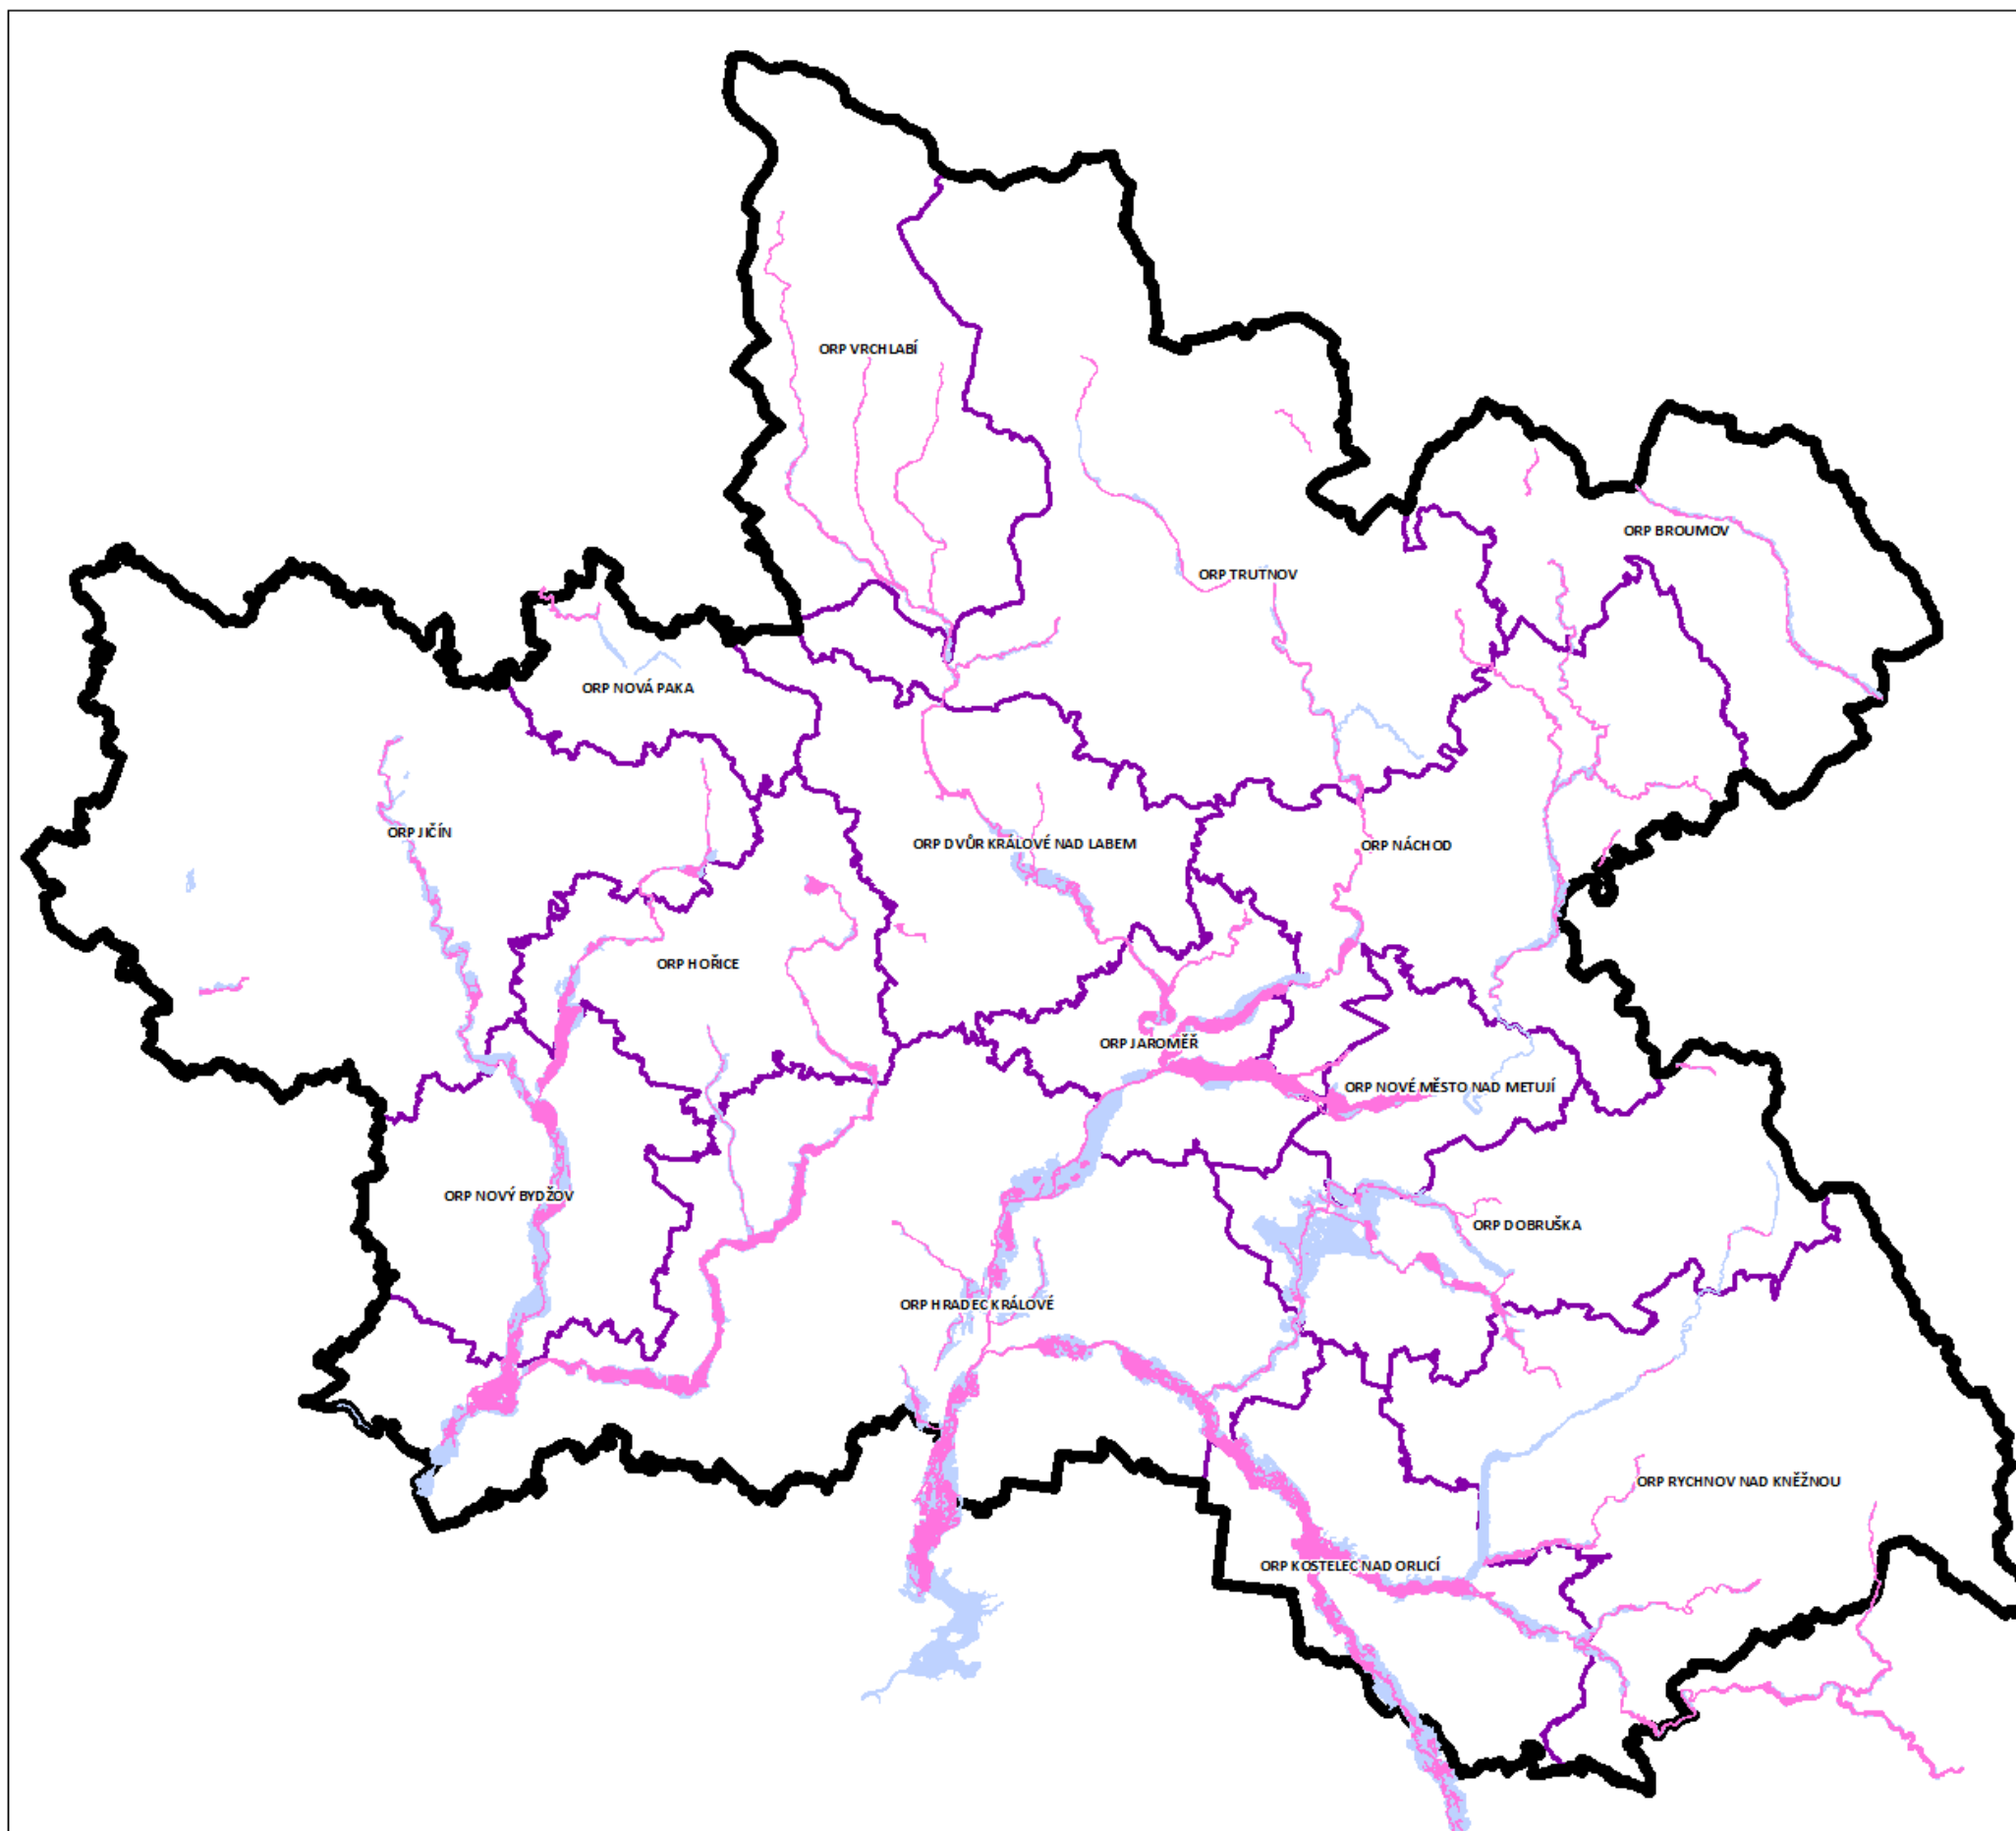 ORP VRCHLABÍ
ORP BROUMOV
ORP TRUTNOV
ORP NOVÁ PAKA
ORP JIČÍN
ORP DVŮR KRÁLOVÉ NAD LABEM
ORP NÁCHOD
ORP HOŘICE
ORP JAROMĚŘ
ORP NOVÉ MĚSTO NAD METUJÍ
ORP NOVÝ BYDŽOV
ORP DOBRUŠKA
ORP HRADEC KRÁLOVÉ
ORP RYCHNOV NAD KNĚŽNOU
ORP KOSTELEC NAD ORLICÍ